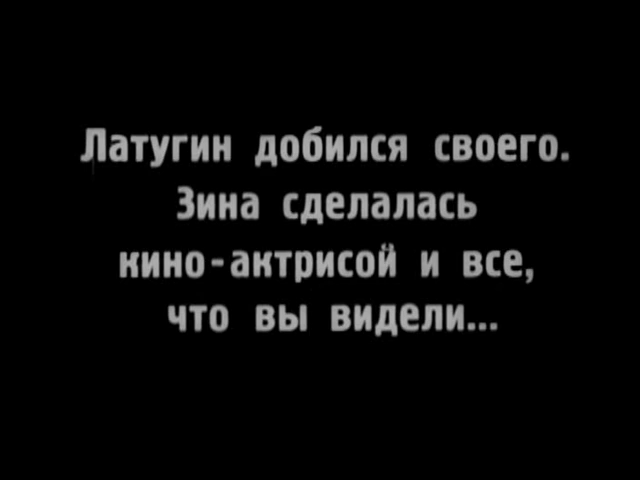 Латугин добился своего.
Зина сделалась
кино-актрисой и все,
что вы видели...